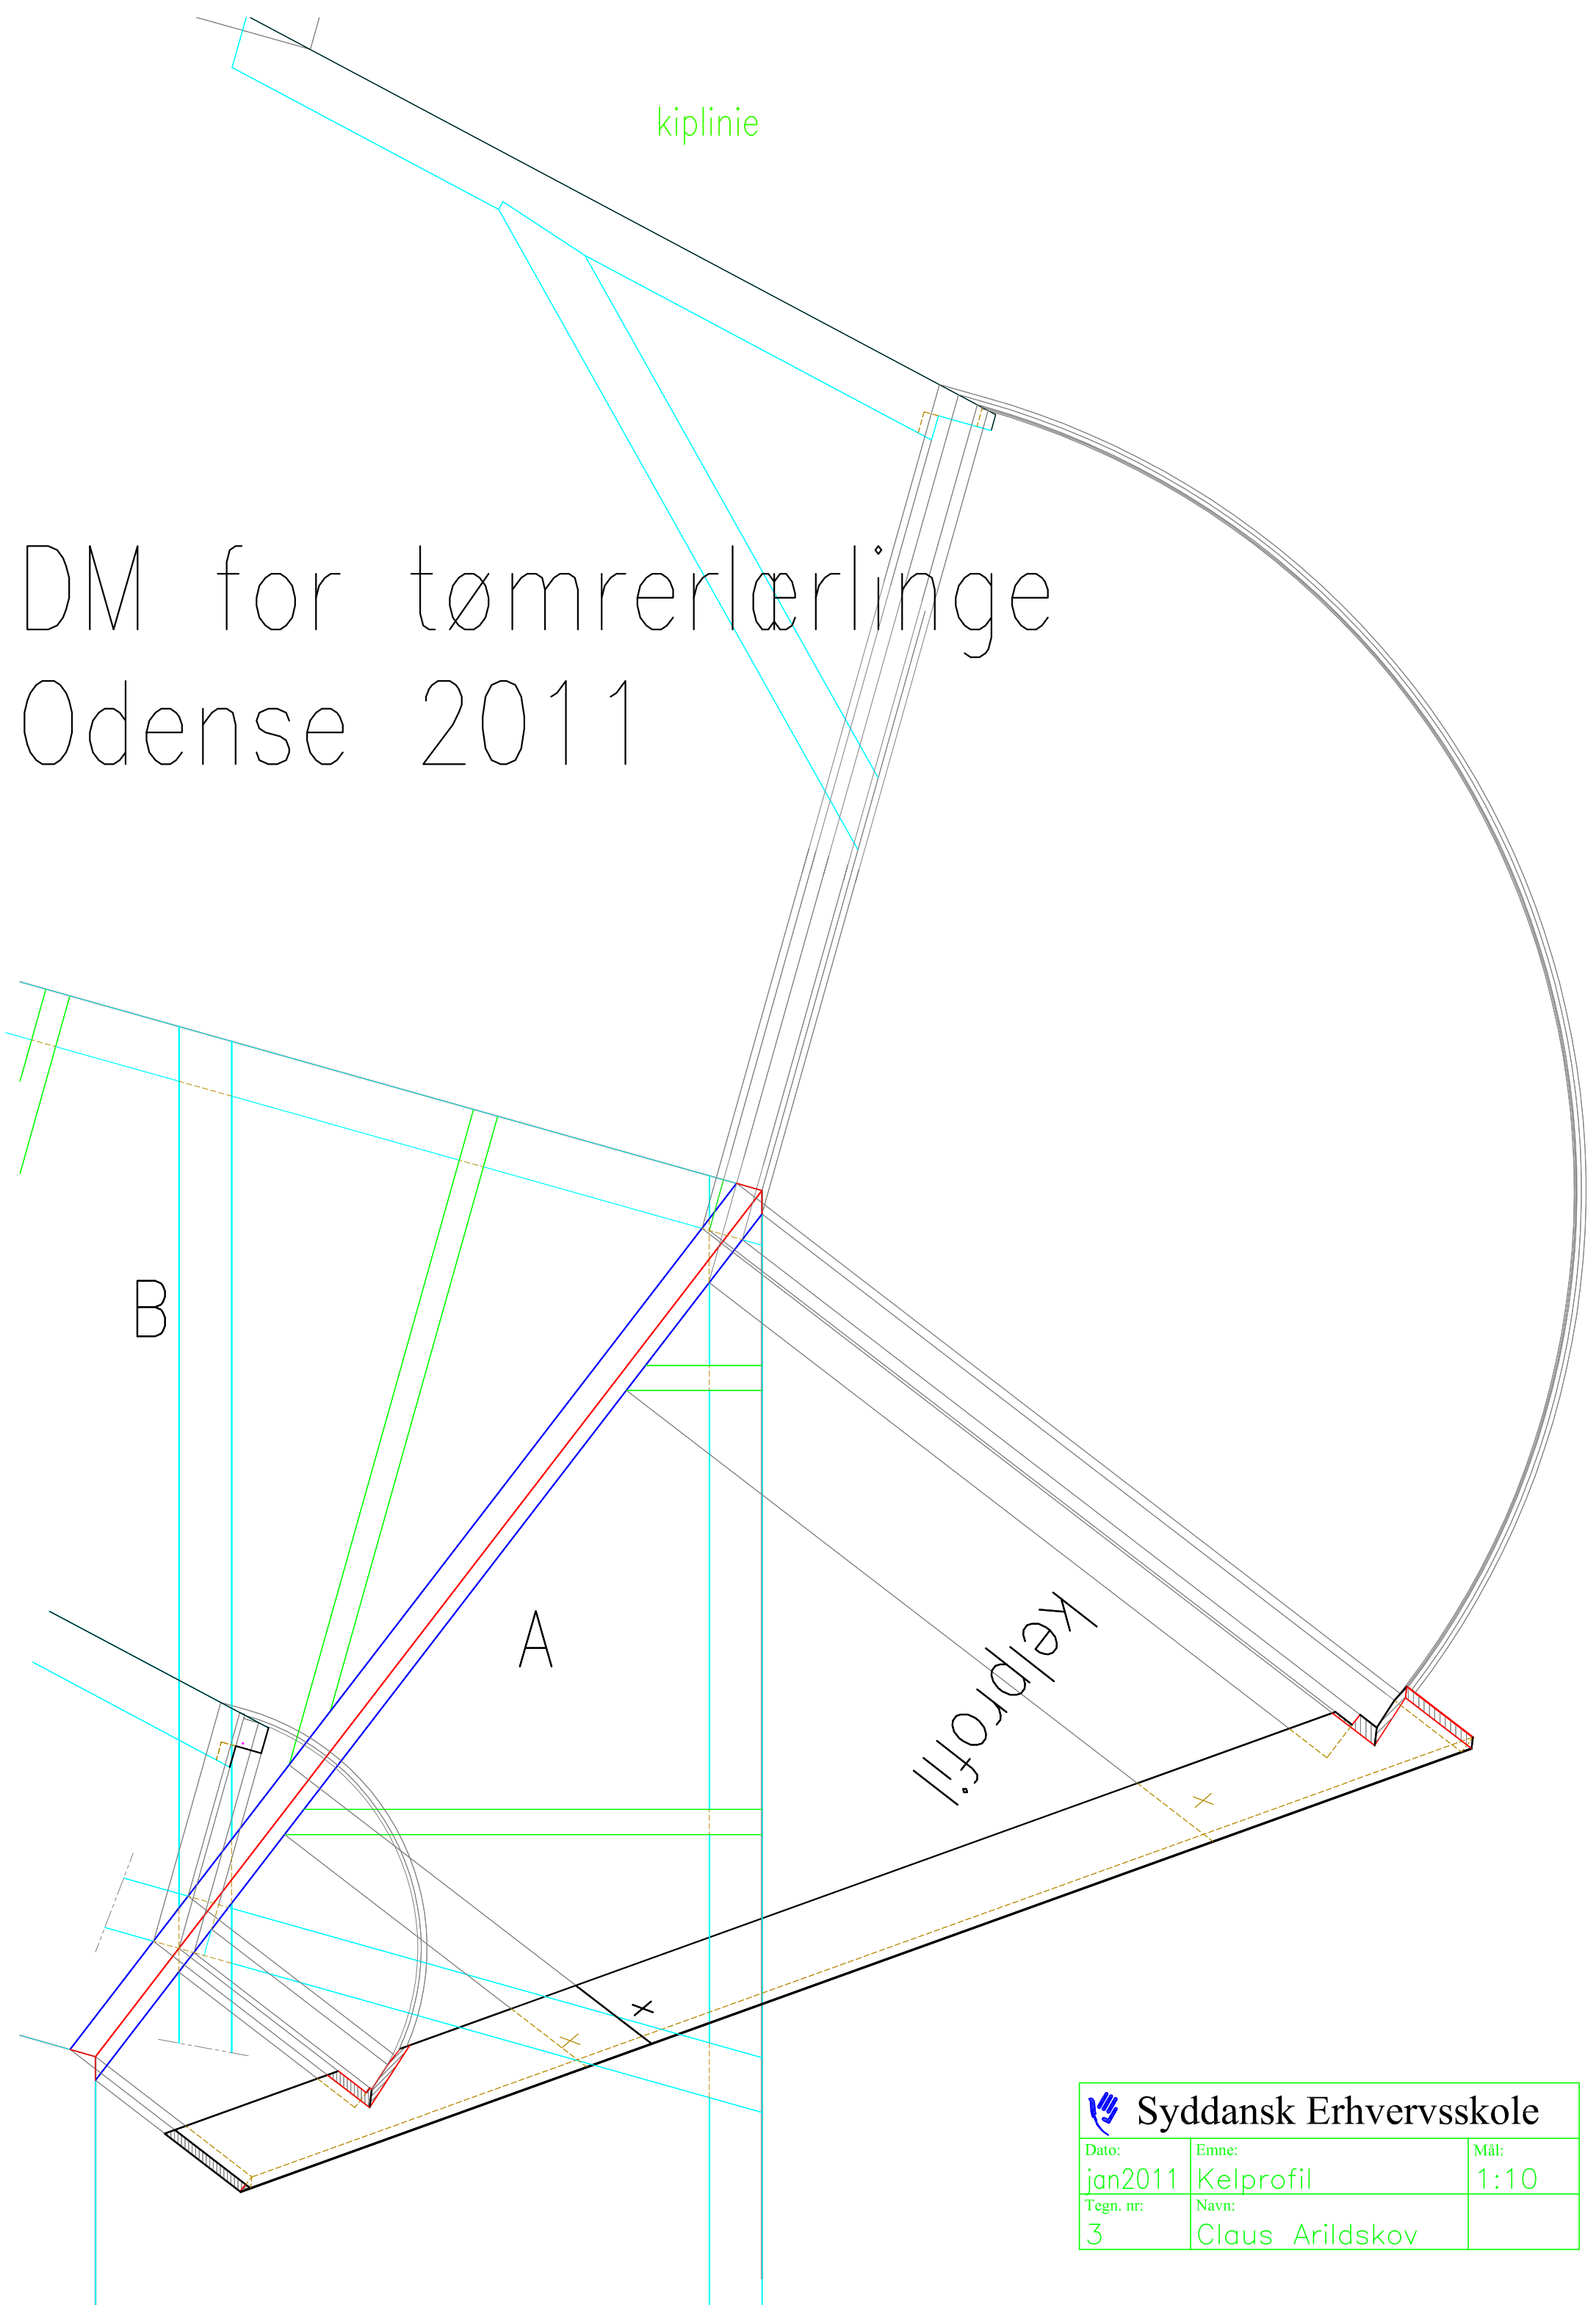 kiplinie
DM for tømrerlærlinge
Odense 2011
B
A
Kelprofil
Syddansk Erhvervsskole
Dato: Emne: Mål:
jan2011 Kelprofil 1:10
Tegn. nr: Navn:
3 Claus Arildskov